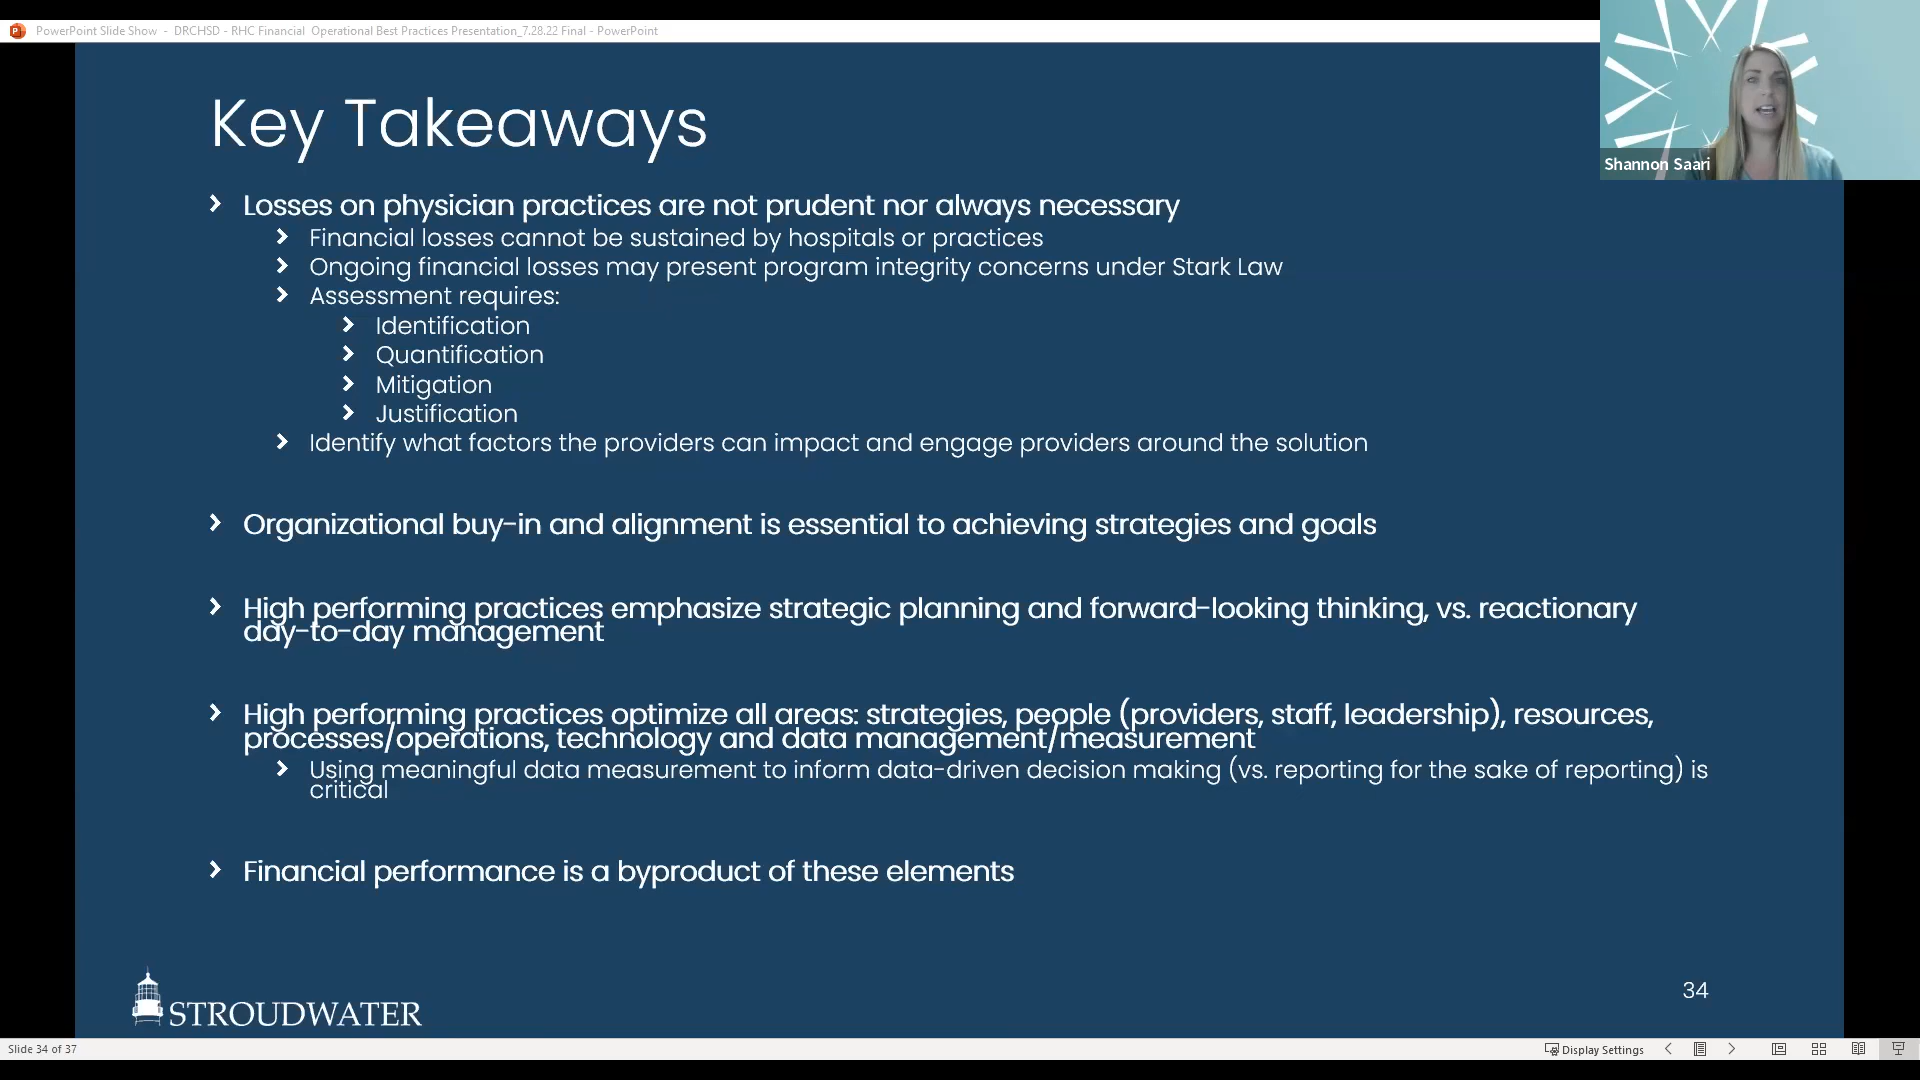 PowerPoint Slide Show - DRCHSD - RHC Financial Operational Best Practices Presentation_7.28.22 Final - PowerPoint
Shannon Saari
Key Takeaways
Losses on physician practices are not prudent nor always necessary
Financial losses cannot be sustained by hospitals or practices
Ongoing financial losses may present program integrity concerns under Stark Law
Assessment requires:
Identification
Quantification
Mitigation
Justification
Identify what factors the providers can impact and engage providers around the solution
Organizational buy-in and alignment is essential to achieving strategies and goals
High performing practices emphasize strategic planning and forward-looking thinking, vs. reactionary
day-to-day management
High performing practices optimize all areas: strategies, people (providers, staff, leadership), resources,
processes/operations, technology and data management/measurement
Using meaningful data measurement to inform data-driven decision making (vs. reporting for the sake of reporting) is
critical
Financial performance is a byproduct of these elements
STROUDWATER
34
Slide 34 of 37
Display Settings